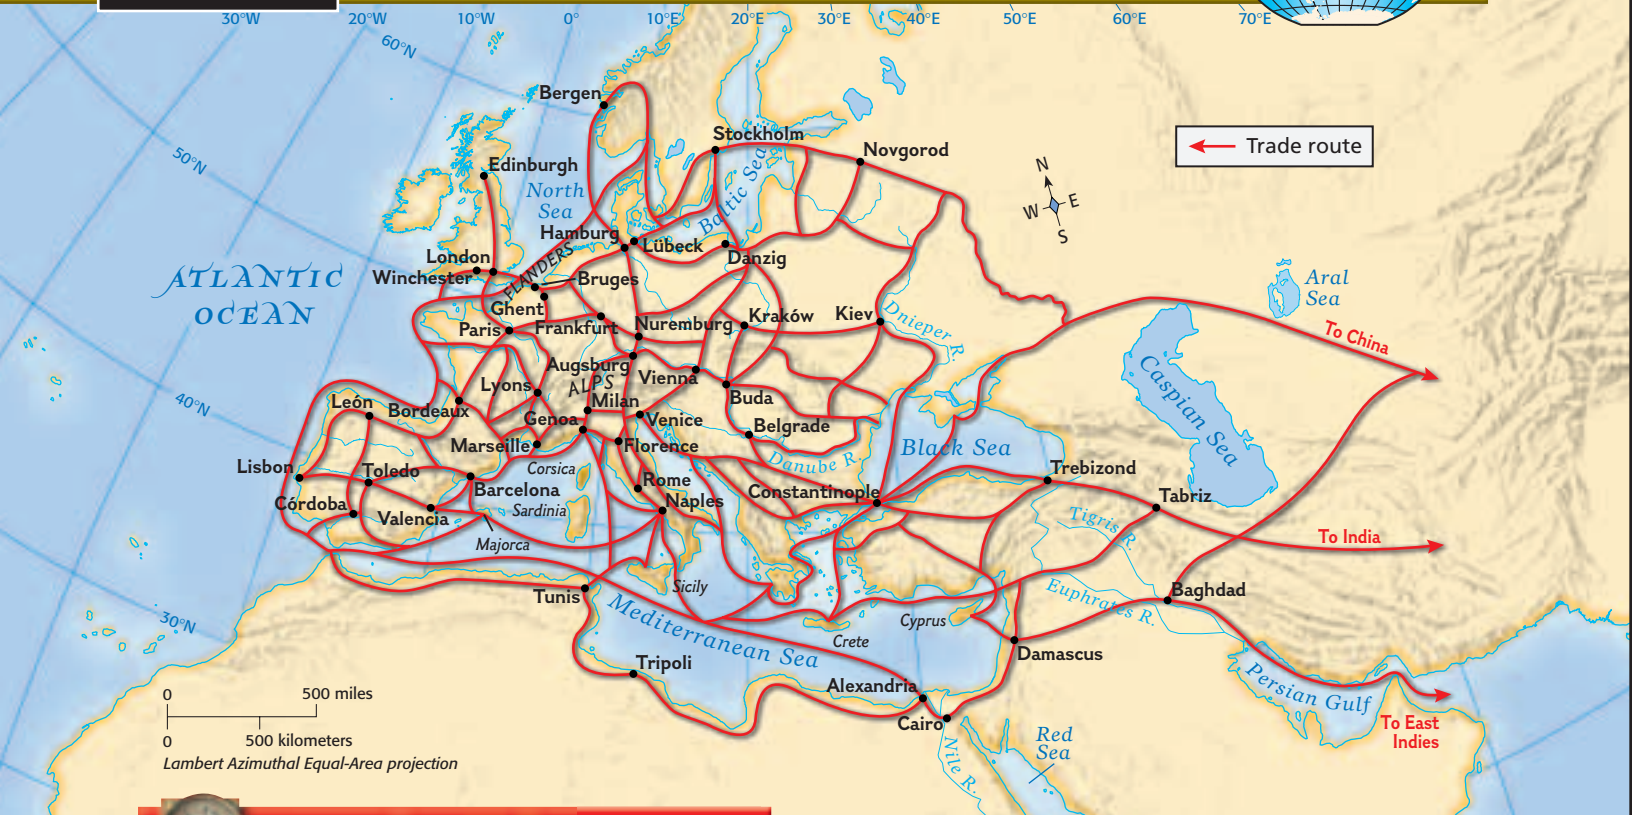 30°W 20°W 10°W 0° 10°E 20°E 30°E 40°E 50°E 60°E 70°E
60°N
50°N
40°N
30°N
Bergen
Stockholm
Novgorod
Trade route
Edinburgh
North
Sea
Baltic Sea
N
W E
S
Hamburg
Lübeck
Danzig
London
Winchester
FLANDERS
Bruges
Ghent
ATLANTIC
OCEAN
Aral
Sea
Paris
Frankfurt
Nuremburg
Kraków
Kiev
Dnieper R.
To China
Augsburg
Vienna
ALPS
Lyons
Milan
Buda
Caspian Sea
León
Bordeaux
Genoa
Venice
Belgrade
Marseille
Florence
Black Sea
Danube R.
Lisbon
Toledo
Corsica
Rome
Trebizond
Barcelona
Naples
Constantinople
Tabriz
Córdoba
Valencia
Sardinia
Tigris R.
Majorca
To India
Sicily
Tunis
Baghdad
Euphrates R.
Mediterranean Sea
Cyprus
Crete
Damascus
Tripoli
Alexandria
Persian Gulf
Cairo
To East
Indies
Red
Sea
Nile R.
0 500 miles
0 500 kilometers
Lambert Azimuthal Equal-Area projection